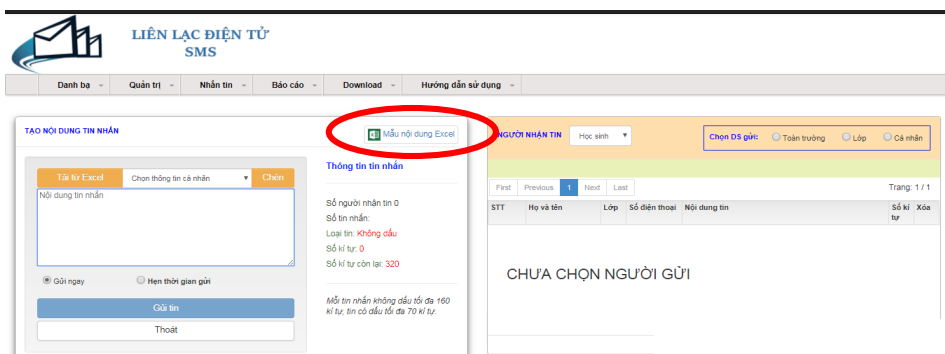 LIÊN LẠC ĐIỆN TỬ
SMS
Danh bạ
Quản trị
Nhắn tin
Báo cáo
Download
Hướng dẫn sử dụng
TẠO NỘI DUNG TIN NHẮN
Mẫu nội dung Excel
Tải từ Excel
Chọn thông tin cá nhân
Chèn
Nội dung tin nhắn
Gửi ngay
Hẹn thời gian gửi
Gửi tin
Thoát
Thông tin tin nhắn
Số người nhận tin 0
Số tin nhắn:
Loại tin: Không dấu
Số kí tự: 0
Số kí tự còn lại: 320
Mỗi tin nhắn không dấu tối đa 160
kí tự, tin có dấu tối đa 70 kí tự.
NGƯỜI NHẬN TIN
Học sinh
Chọn DS gửi:
Toàn trường
Lớp
Cá nhân
First Previous 1 Next Last
Trang: 1 / 1
STT Họ và tên Lớp Số điện thoại Nội dung tin Số kí tự Xóa
CHƯA CHỌN NGƯỜI GỬI